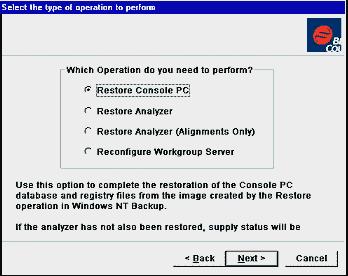 Select the type of operation to perform
Which Operation do you need to perform?
Restore Console PC
Restore Analyzer
Restore Analyzer (Alignments Only)
Reconfigure Workgroup Server
Use this option to complete the restoration of the Console PC
database and registry files from the image created by the Restore
operation in Windows NT Backup.
If the analyzer has not also been restored, supply status will be
< Back
Next >
Cancel